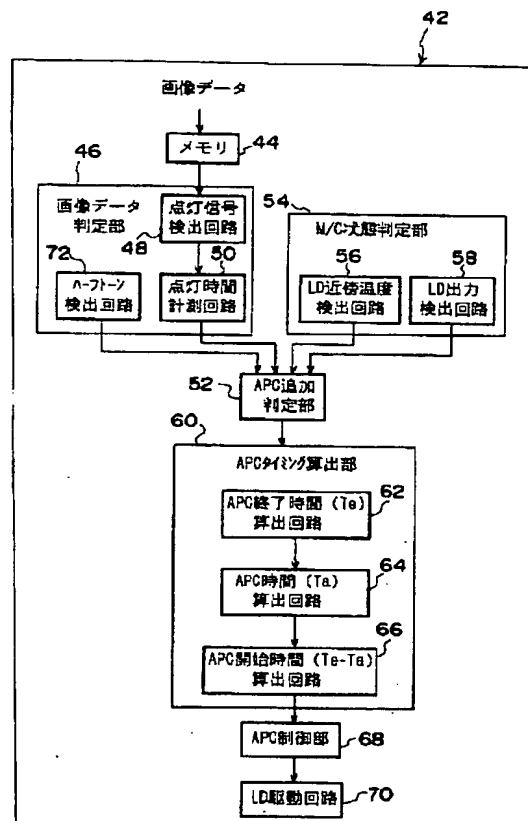 42
画像データ
メモリ
44
46
画像データ
判定部
点灯信号
検出回路
48
50
72
ハーフトーン
検出回路
点灯時間
計測回路
54
M/C状態判定部
56
58
LD近傍温度
検出回路
LD出力
検出回路
52
APC追加
判定部
60
APCタイミング算出部
APC終了時間(Te)
算出回路
62
APC時間(Ta)
算出回路
64
66
APC開始時間(Te-Ta)
算出回路
APC制御部
68
LD駆動回路
70